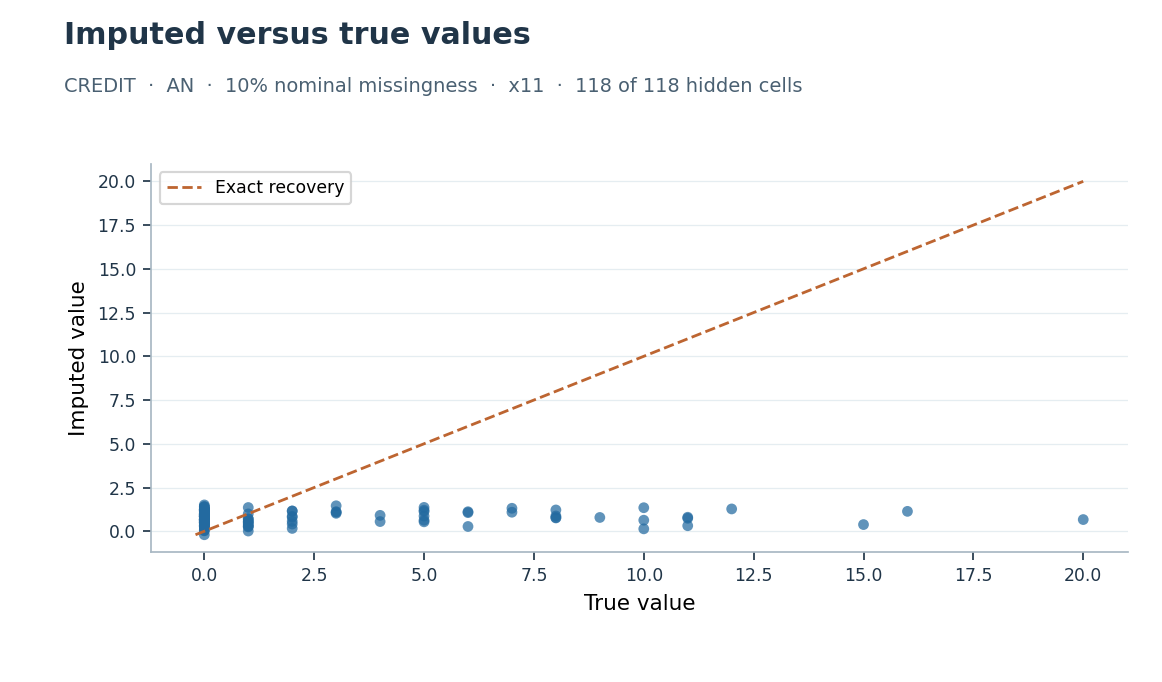 Imputed versus true values
CREDIT · AN · 10% nominal missingness · x11 · 118 of 118 hidden cells
Exact recovery
20.0
17.5
15.0
12.5
10.0
7.5
5.0
2.5
0.0
Imputed value
0.0 2.5 5.0 7.5 10.0 12.5 15.0 17.5 20.0
True value